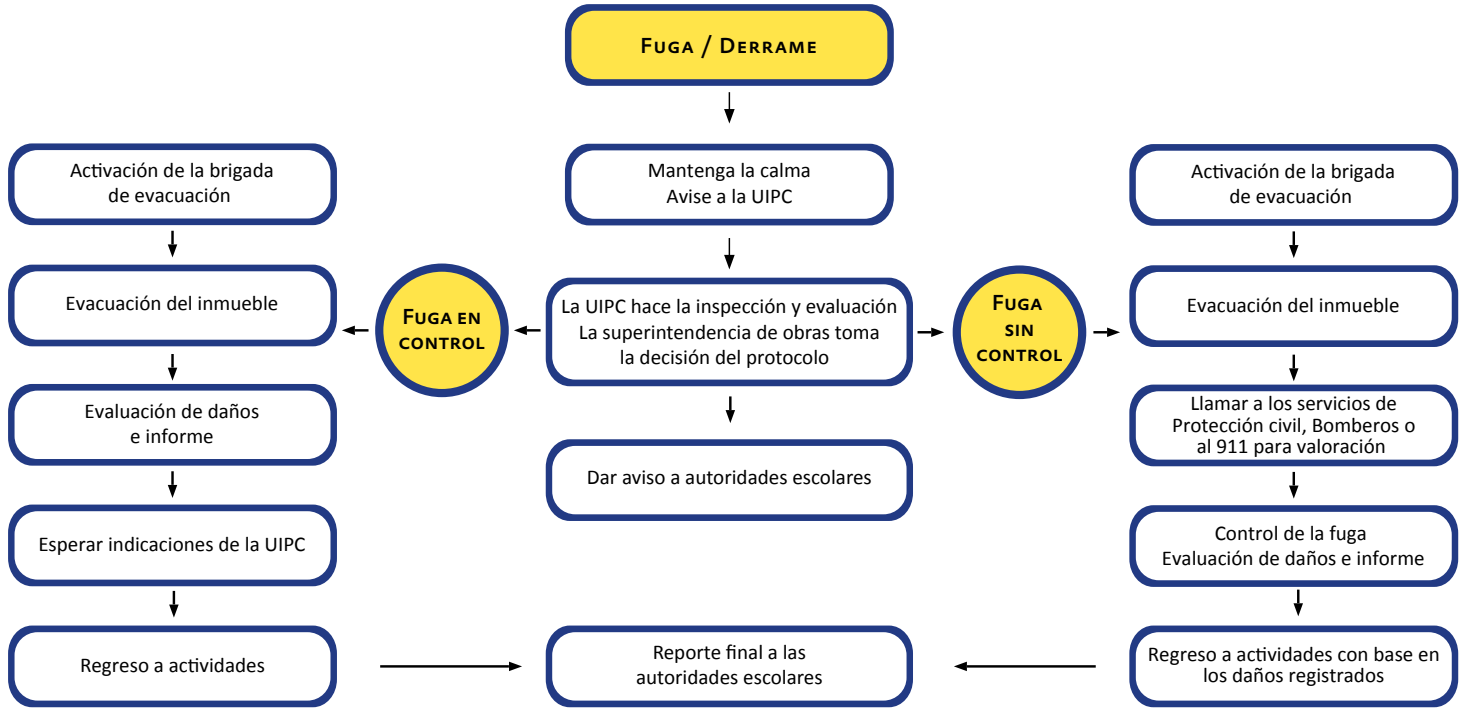 Fuga / Derrame
Mantenga la calma
Avise a la UIPC
La UIPC hace la inspección y evaluación
La superintendencia de obras toma
la decisión del protocolo
Dar aviso a autoridades escolares
Fuga en
control
Activación de la brigada
de evacuación
Evacuación del inmueble
Evaluación de daños
e informe
Esperar indicaciones de la UIPC
Regreso a actividades
Fuga
sin
control
Activación de la brigada
de evacuación
Evacuación del inmueble
Llamar a los servicios de
Protección civil, Bomberos o
al 911 para valoración
Control de la fuga
Evaluación de daños e informe
Regreso a actividades con base en
los daños registrados
Reporte final a las
autoridades escolares